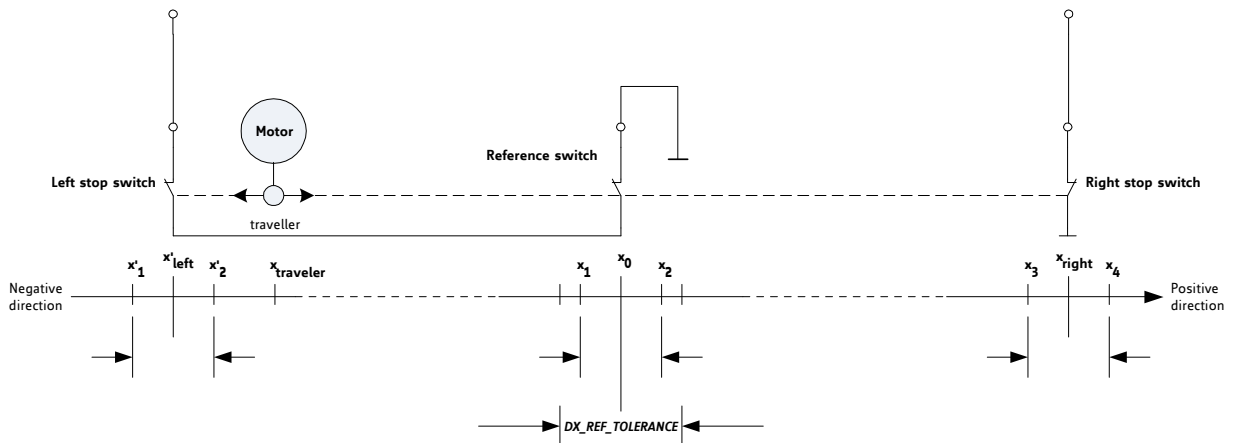 Motor
Reference switch
Left stop switch
Right stop switch
traveller
x'1
x'left
x'2
xtraveler
x1
x0
x2
x3
xright
x4
Negative
direction
Positive
direction
DX_REF_TOLERANCE